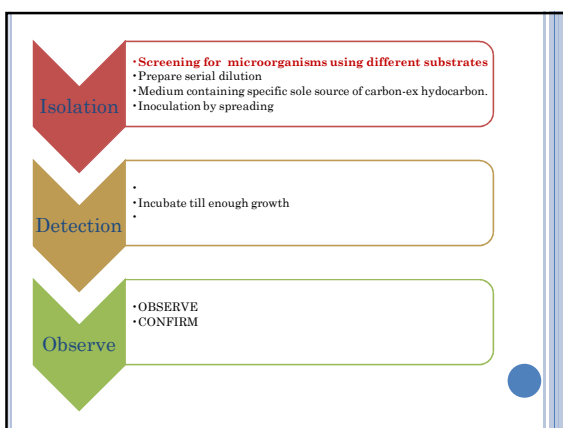 Isolation
•Screening for microorganisms using different substrates
•Prepare serial dilution
•Medium containing specific sole source of carbon-ex hydocarbon.
•Inoculation by spreading
Detection
•
•Incubate till enough growth
•
Observe
•OBSERVE
•CONFIRM